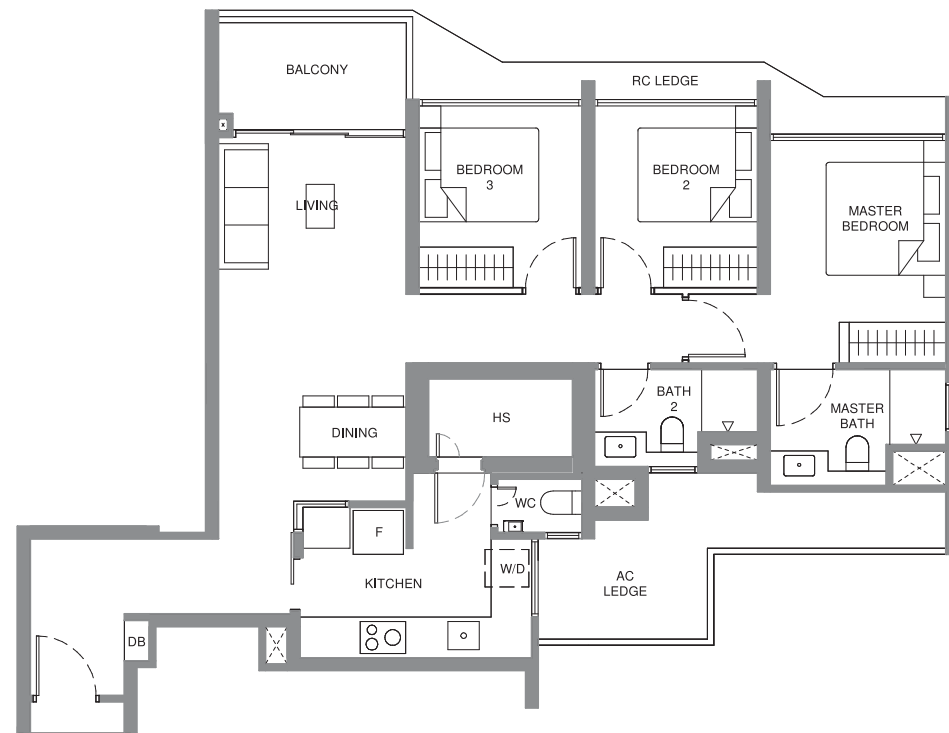 BALCONY
RC LEDGE
BEDROOM
3
BEDROOM
2
LIVING
MASTER
BEDROOM
BATH
2
HS
MASTER
BATH
DINING
WC
F
W/D
KITCHEN
AC
LEDGE
DB